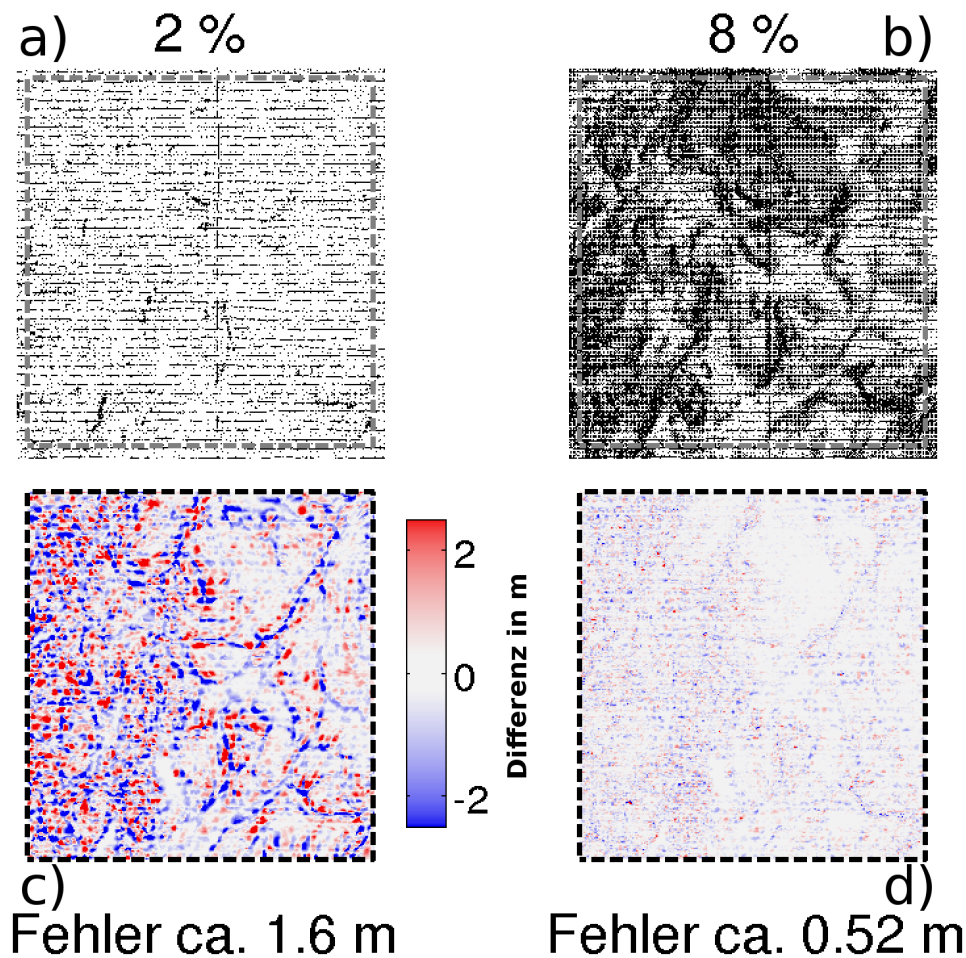 a) 2 %
8 % b)
2
0
-2
Differenz in m
c)
d)
Fehler ca. 1.6 m
Fehler ca. 0.52 m